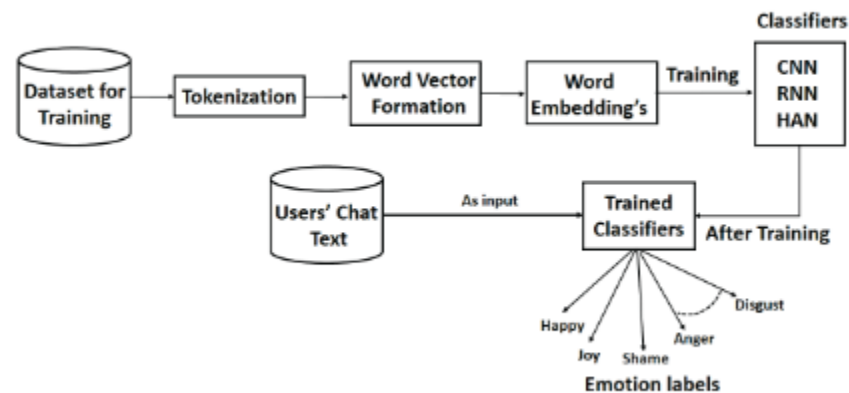 Classifiers
Dataset for
Training
Tokenization
Word Vector
Formation
Word
Embedding's
Training
CNN
RNN
HAN
Users' Chat
Text
As input
Trained
Classifiers
After Training
Happy
Joy
Shame
Anger
Disgust
Emotion labels